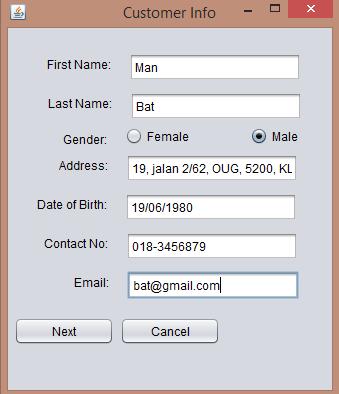 Customer Info
First Name: Man
Last Name: Bat
Gender: Female Male
Address: 19, jalan 2/62, OUG, 5200, KL
Date of Birth: 19/06/1980
Contact No: 018-3456879
Email: bat@gmail.com
Next Cancel